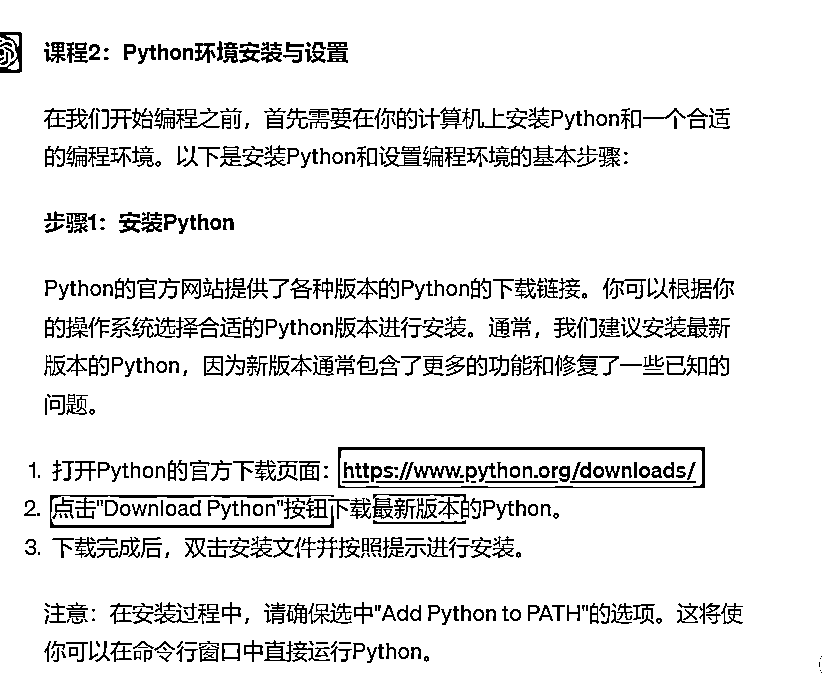 课程2：Python环境安装与设置
在我们开始编程之前，首先需要在你的计算机上安装Python和一个合适
的编程环境。以下是安装Python和设置编程环境的基本步骤：
步骤1：安装Python
Python的官方网站提供了各种版本的Python的下载链接。你可以根据你
的操作系统选择合适的Python版本进行安装。通常，我们建议安装最新
版本的Python，因为新版本通常包含了更多的功能和修复了一些已知的
问题。
1. 打开Python的官方下载页面：https://www.python.org/downloads/
2. 点击"Download Python"按钮下载最新版本的Python。
3. 下载完成后，双击安装文件并按照提示进行安装。
注意：在安装过程中，请确保选中"Add Python to PATH"的选项。这将使
你可以在命令行窗口中直接运行Python。